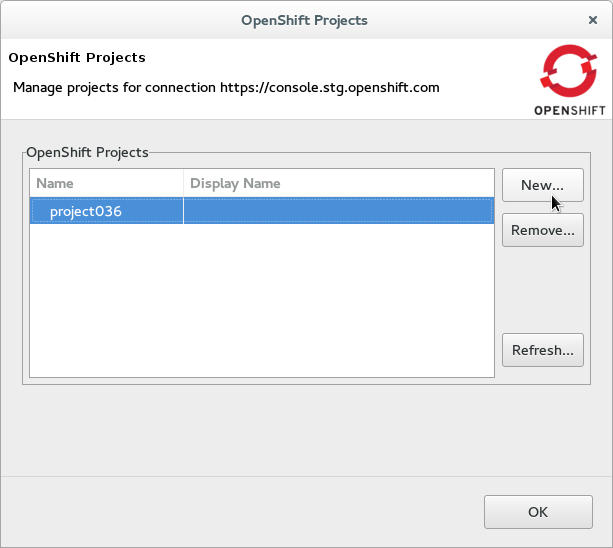 OpenShift Projects
OpenShift Projects
Manage projects for connection https://console.stg.openshift.com
OPENSHIFT
OpenShift Projects
Name Display Name
project036
New...
Remove...
Refresh...
OK